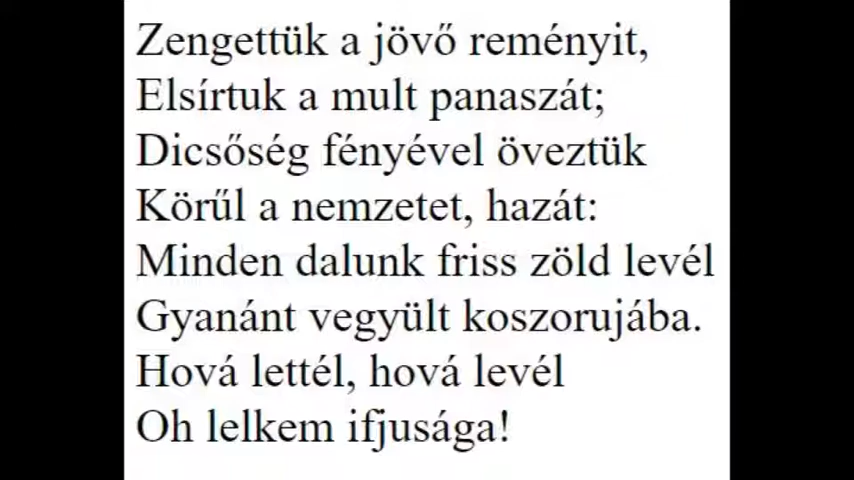 Zengettük a jövő reményit,
Elsírtuk a mult panaszát;
Dicsőség fényével öveztük
Körűl a nemzetet, hazát:
Minden dalunk friss zöld levél
Gyanánt vegyült koszorujába.
Hová lettél, hová levél
Oh lelkem ifjusága!